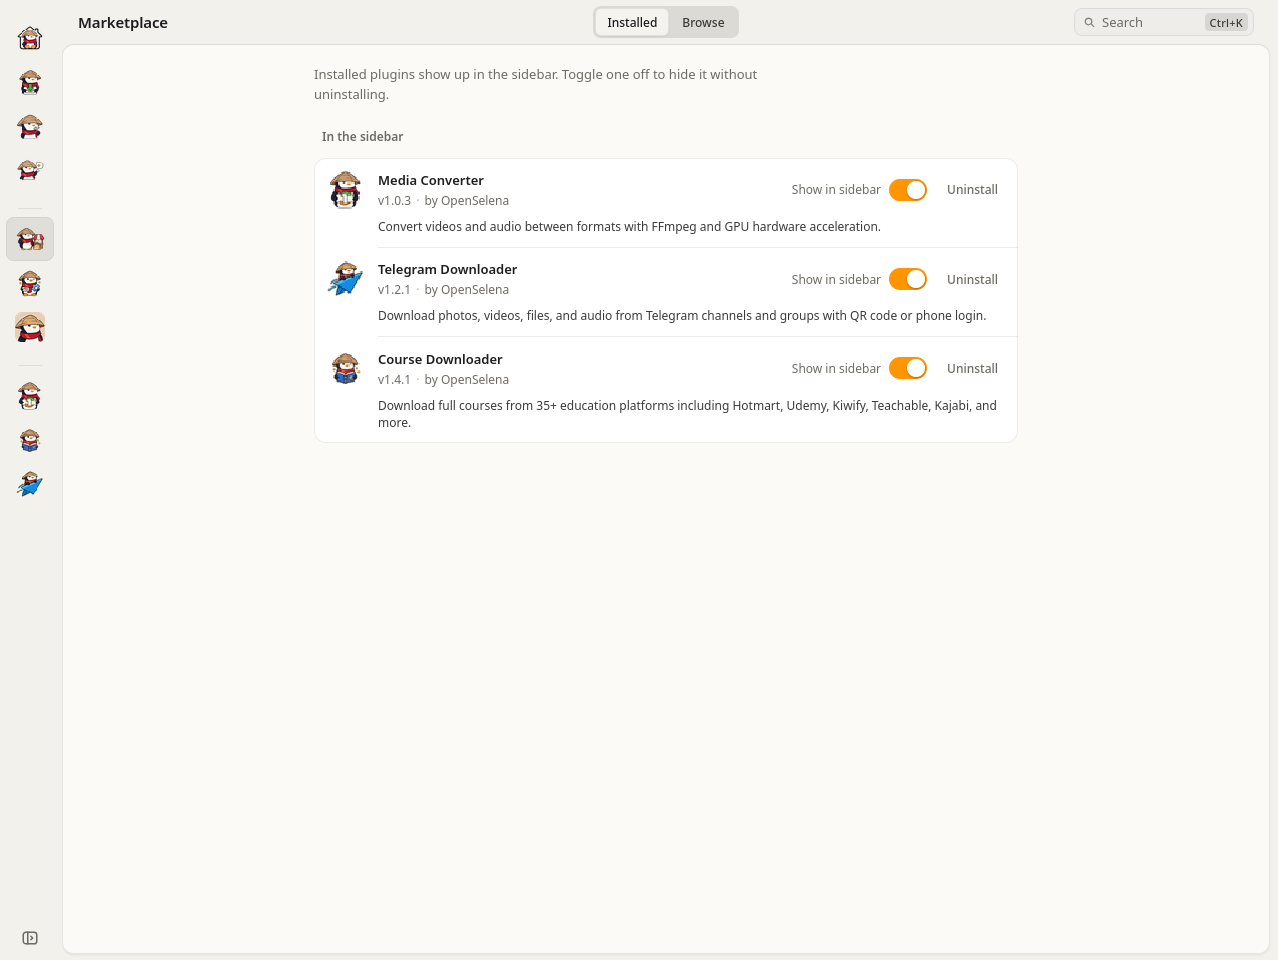 Marketplace
Installed
Browse
Search
Ctrl+K
Installed plugins show up in the sidebar. Toggle one off to hide it without
uninstalling.
In the sidebar
Media Converter
Show in sidebar
Uninstall
v1.0.3 · by OpenSelena
Convert videos and audio between formats with FFmpeg and GPU hardware acceleration.
Telegram Downloader
Show in sidebar
Uninstall
v1.2.1 · by OpenSelena
Download photos, videos, files, and audio from Telegram channels and groups with QR code or phone login.
Course Downloader
Show in sidebar
Uninstall
v1.4.1 · by OpenSelena
Download full courses from 35+ education platforms including Hotmart, Udemy, Kiwify, Teachable, Kajabi, and
more.